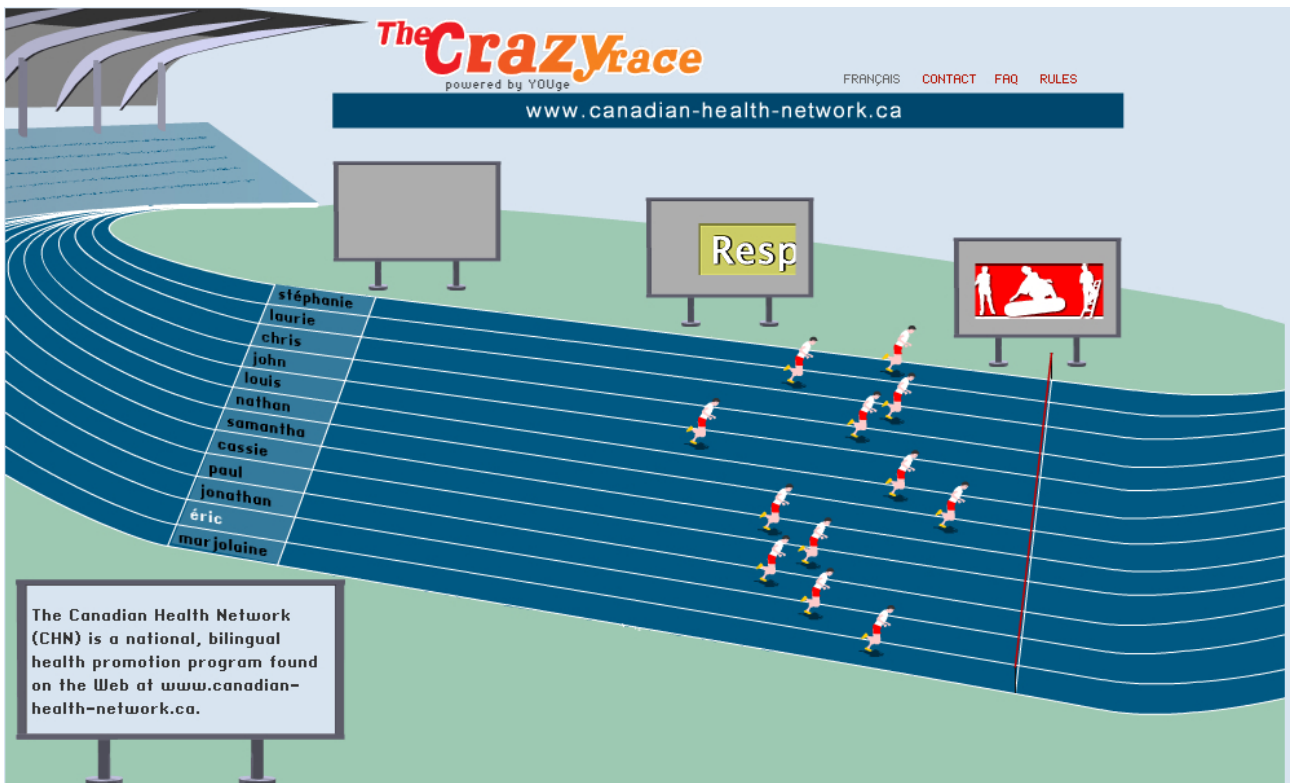 The Crazy race
powered by YOUge
FRANÇAIS CONTACT FAQ RULES
www.canadian-health-network.ca
Resp
stéphanie
laurie
chris
john
louis
nathan
samantha
cassie
paul
jonathan
éric
marjolaine
The Canadian Health Network
(CHN) is a national, bilingual
health promotion program found
on the Web at www.canadian-
health-network.ca.